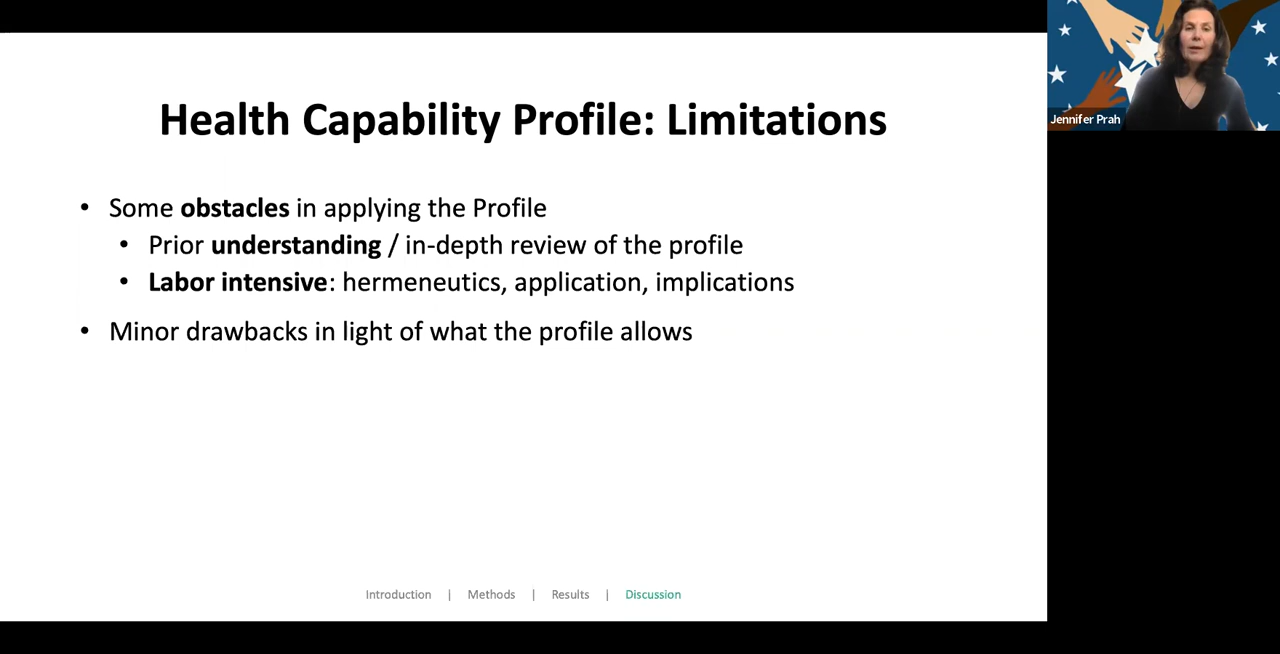 Health Capability Profile: Limitations
• Some obstacles in applying the Profile
• Prior understanding / in-depth review of the profile
• Labor intensive: hermeneutics, application, implications
• Minor drawbacks in light of what the profile allows
Introduction | Methods | Results | Discussion
Jennifer Prah